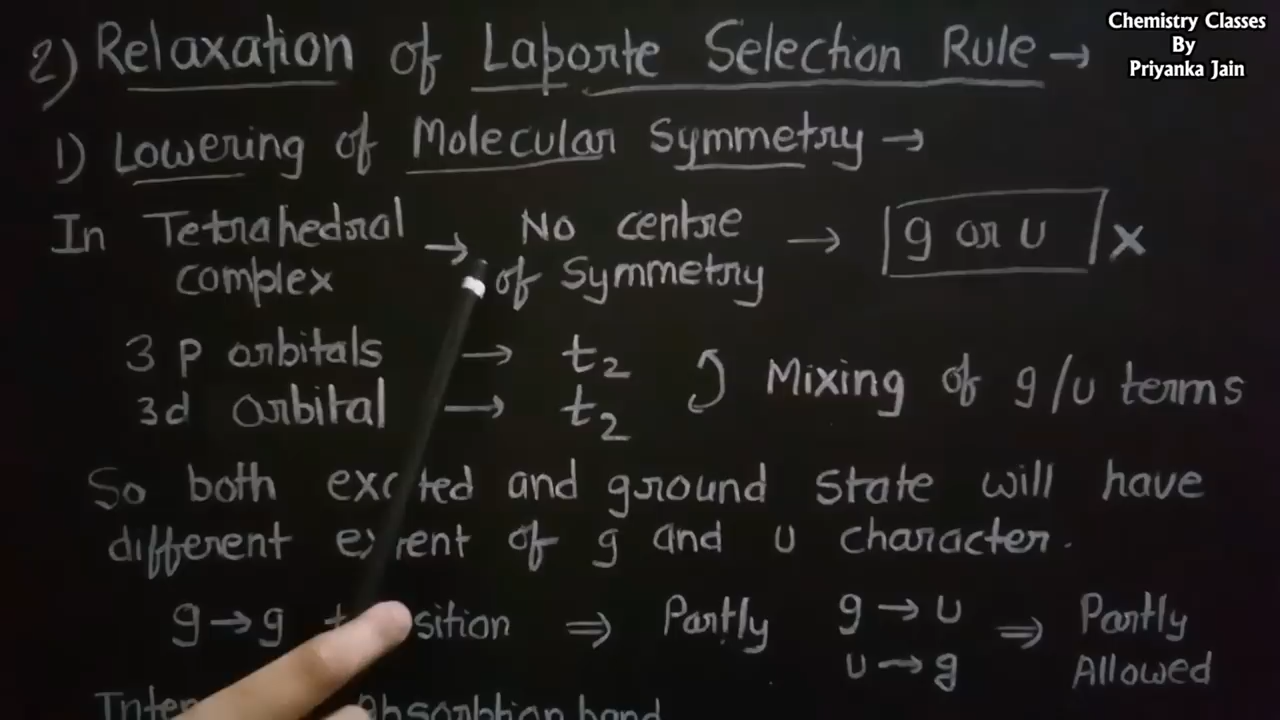 Chemistry Classes
By
Priyanka Jain
2) Relaxation of Laporte Selection Rule →
1) Lowering of Molecular Symmetry →
In Tetrahedral complex → No centre of Symmetry → g or u ×
3 p orbitals → t2
3d orbital → t2
Mixing of g/u terms
So both excited and ground state will have
different extent of g and u character.
g→g ⇒ Partly g → u ⇒ Partly
u → g Allowed
Absorbtion band